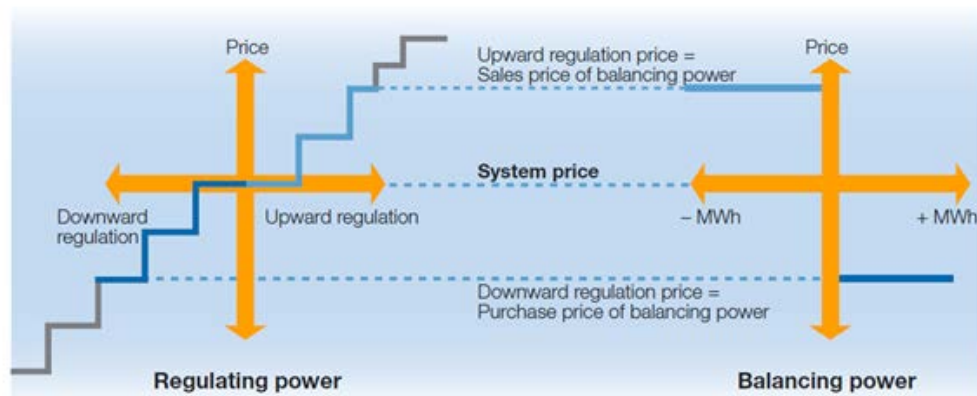 Price
Upward regulation price =
Sales price of balancing power
Price
System price
Downward
regulation
Upward regulation
– MWh
+ MWh
Downward regulation price =
Purchase price of balancing power
Regulating power
Balancing power